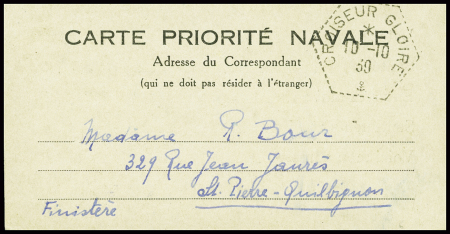 CARTE PRIORITÉ NAVALE
Adresse du Correspondant
(qui ne doit pas résider à l'étranger)
CROISEUR GLOIRE
*
10-10
39
*
Madame R. Bour
329 Rue Jean Jaurès
St. Pierre-Quilbignon
Finistère